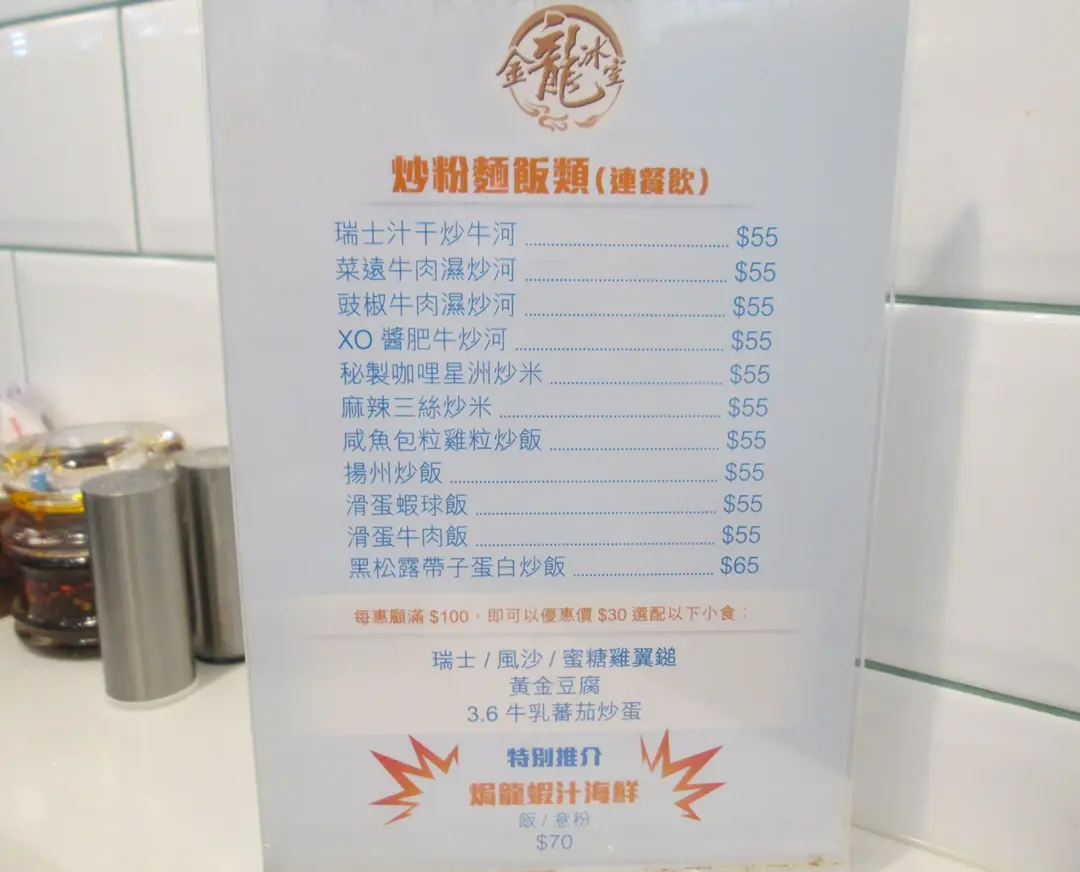 金龍冰室
炒粉麵飯類(連餐飲)
瑞士汁干炒牛河 $55
菜遠牛肉濕炒河 $55
豉椒牛肉濕炒河 $55
XO 醬肥牛炒河 $55
秘製咖哩星洲炒米 $55
麻辣三絲炒米 $55
咸魚包粒雞粒炒飯 $55
揚州炒飯 $55
滑蛋蝦球飯 $55
滑蛋牛肉飯 $55
黑松露帶子蛋白炒飯 $65
每惠顧滿 $100,即可以優惠價 $30 選配以下小食:
瑞士 / 風沙 / 蜜糖雞翼鎚
黃金豆腐
3.6 牛乳蕃茄炒蛋
特別推介
焗龍蝦汁海鮮
飯 / 意粉
$70